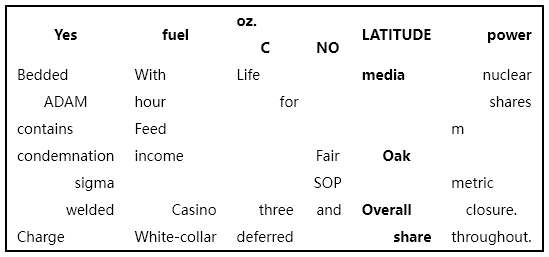 oz.
Yes fuel LATITUDE power
C NO
Bedded With Life media nuclear
ADAM hour for shares
contains Feed m
condemnation income Fair Oak
sigma SOP metric
welded Casino three and Overall closure.
Charge White-collar deferred share throughout.